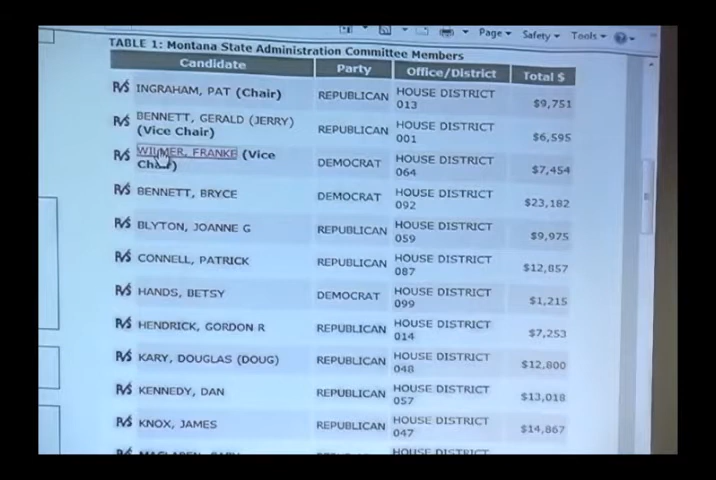 Page Safety Tools
TABLE 1: Montana State Administration Committee Members
Candidate Party Office/District Total $
INGRAHAM, PAT (Chair) REPUBLICAN HOUSE DISTRICT 013 $9,751
BENNETT, GERALD (JERRY) (Vice Chair) REPUBLICAN HOUSE DISTRICT 001 $6,595
WILMER, FRANKE (Vice Chair) DEMOCRAT HOUSE DISTRICT 064 $7,454
BENNETT, BRYCE DEMOCRAT HOUSE DISTRICT 092 $23,182
BLYTON, JOANNE G REPUBLICAN HOUSE DISTRICT 059 $9,975
CONNELL, PATRICK REPUBLICAN HOUSE DISTRICT 087 $12,857
HANDS, BETSY DEMOCRAT HOUSE DISTRICT 099 $1,215
HENDRICK, GORDON R REPUBLICAN HOUSE DISTRICT 014 $7,253
KARY, DOUGLAS (DOUG) REPUBLICAN HOUSE DISTRICT 048 $12,800
KENNEDY, DAN REPUBLICAN HOUSE DISTRICT 057 $13,018
KNOX, JAMES REPUBLICAN HOUSE DISTRICT 047 $14,867
HOUSE DISTRICT